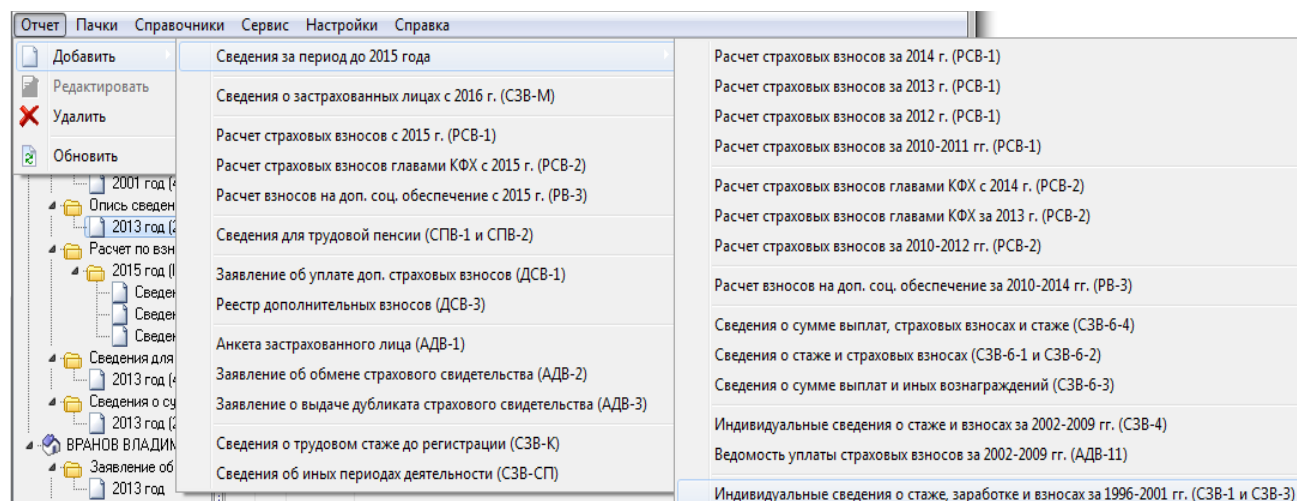 Отчет Пачки Справочники Сервис Настройки Справка
Добавить
Редактировать
Удалить
Обновить
Сведения за период до 2015 года
Сведения о застрахованных лицах с 2016 г. (СЗВ-М)
Расчет страховых взносов с 2015 г. (РСВ-1)
Расчет страховых взносов главами КФХ с 2015 г. (РСВ-2)
Расчет взносов на доп. соц. обеспечение с 2015 г. (РВ-3)
Сведения для трудовой пенсии (СПВ-1 и СПВ-2)
Заявление об уплате доп. страховых взносов (ДСВ-1)
Реестр дополнительных взносов (ДСВ-3)
Анкета застрахованного лица (АДВ-1)
Заявление об обмене страхового свидетельства (АДВ-2)
Заявление о выдаче дубликата страхового свидетельства (АДВ-3)
Сведения о трудовом стаже до регистрации (СЗВ-К)
Сведения об иных периодах деятельности (СЗВ-СП)
Расчет страховых взносов за 2014 г. (РСВ-1)
Расчет страховых взносов за 2013 г. (РСВ-1)
Расчет страховых взносов за 2012 г. (РСВ-1)
Расчет страховых взносов за 2010-2011 гг. (РСВ-1)
Расчет страховых взносов главами КФХ с 2014 г. (РСВ-2)
Расчет страховых взносов главами КФХ за 2013 г. (РСВ-2)
Расчет страховых взносов за 2010-2012 гг. (РСВ-2)
Расчет взносов на доп. соц. обеспечение за 2010-2014 гг. (РВ-3)
Сведения о сумме выплат, страховых взносах и стаже (СЗВ-6-4)
Сведения о стаже и страховых взносах (СЗВ-6-1 и СЗВ-6-2)
Сведения о сумме выплат и иных вознаграждений (СЗВ-6-3)
Индивидуальные сведения о стаже и взносах за 2002-2009 гг. (СЗВ-4)
Ведомость уплаты страховых взносов за 2002-2009 гг. (АДВ-11)
Индивидуальные сведения о стаже, заработке и взносах за 1996-2001 гг. (СЗВ-1 и СЗВ-3)
2001 год (4
Опись сведен
2013 год (2
Расчет по взн
2015 год (I
Сведен
Сведен
Сведен
Сведения для
2013 год (4
Сведения о су
2013 год (2
ВРАНОВ ВЛАДИМ
Заявление об
2013 год